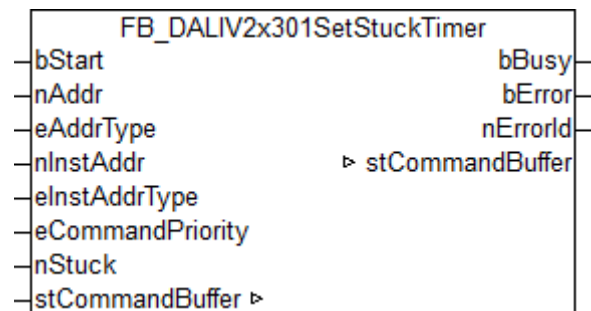 FB_DALIV2x301SetStuckTimer
bStart bBusy
nAddr bError
eAddrType nErrorId
nInstAddr ▹ stCommandBuffer
eInstAddrType
eCommandPriority
nStuck
stCommandBuffer ▹